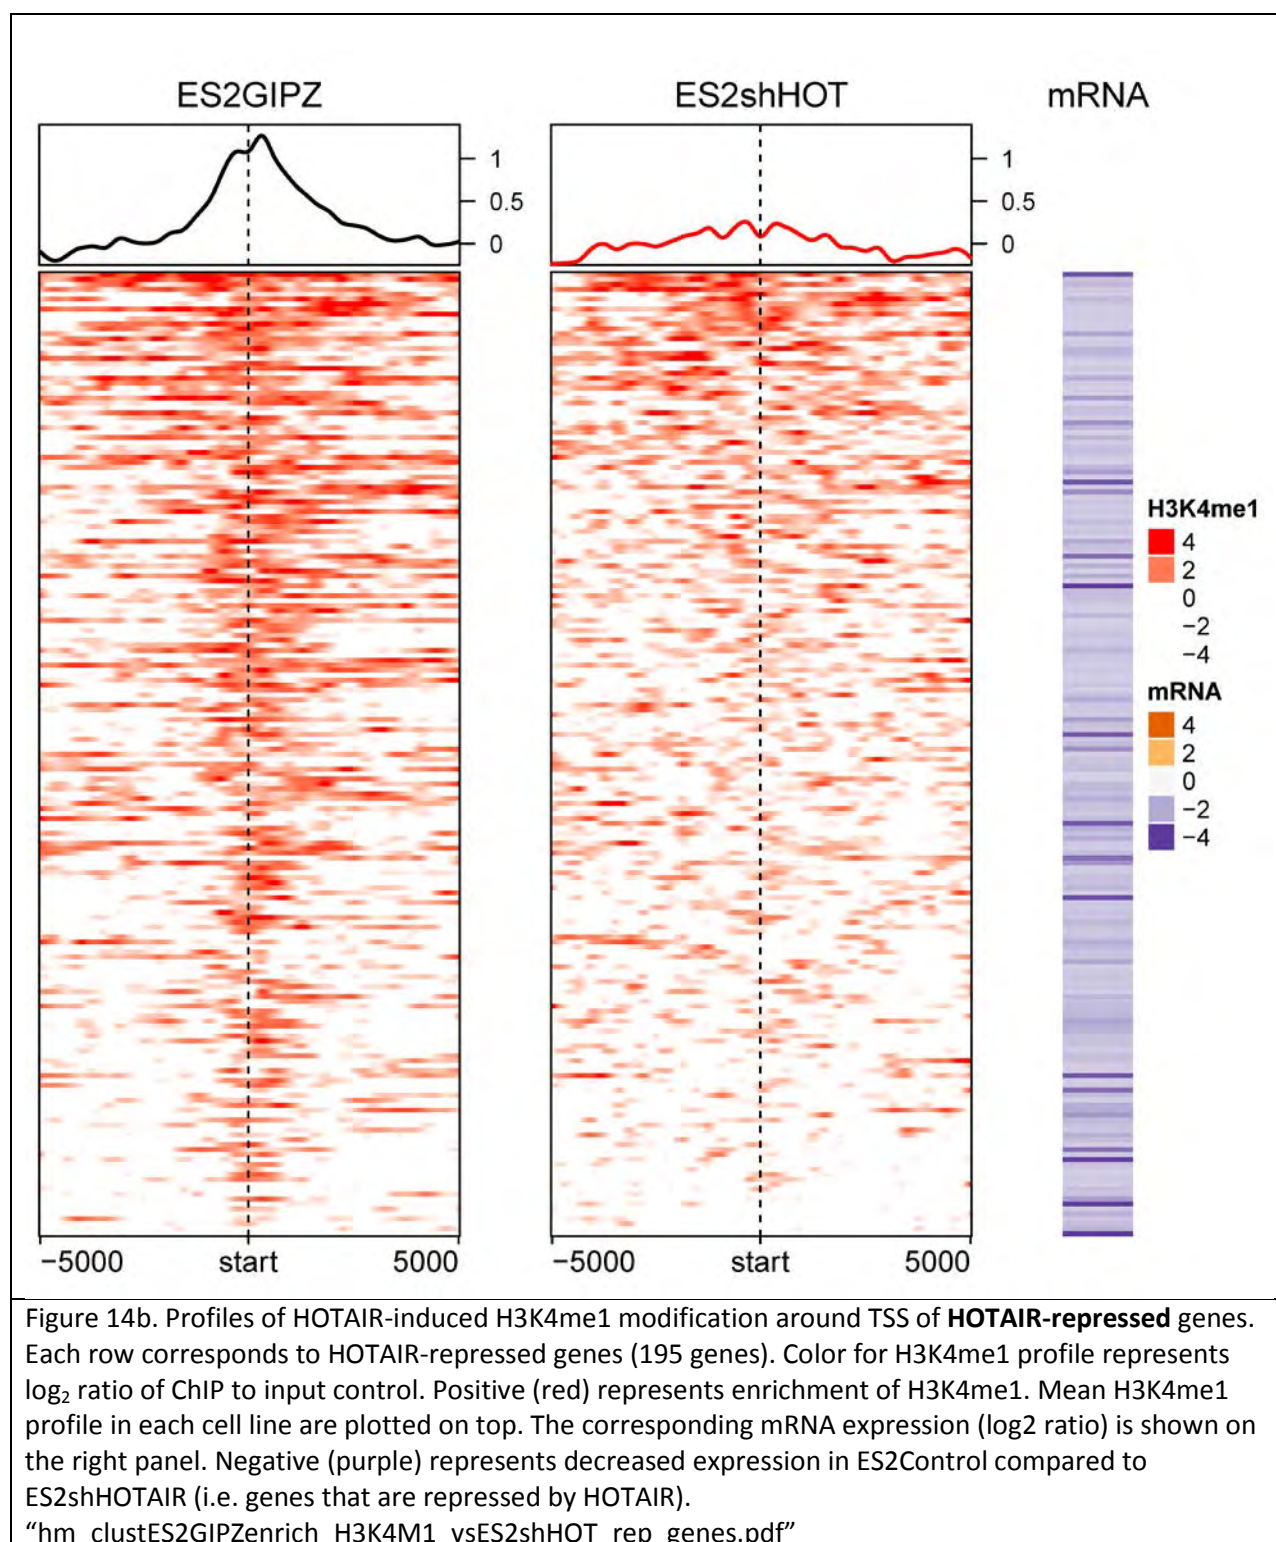 ES2GIPZ ES2shHOT mRNA
1 1
0.5 0.5
0 0
H3K4me1
4
2
0
−2
−4
mRNA
4
2
0
−2
−4
−5000 start 5000 −5000 start 5000
Figure 14b. Profiles of HOTAIR-induced H3K4me1 modification around TSS of HOTAIR-repressed genes.
Each row corresponds to HOTAIR-repressed genes (195 genes). Color for H3K4me1 profile represents
log2 ratio of ChIP to input control. Positive (red) represents enrichment of H3K4me1. Mean H3K4me1
profile in each cell line are plotted on top. The corresponding mRNA expression (log2 ratio) is shown on
the right panel. Negative (purple) represents decreased expression in ES2Control compared to
ES2shHOTAIR (i.e. genes that are repressed by HOTAIR).
“hm_clustES2GIPZenrich_H3K4M1_vsES2shHOT_rep_genes.pdf”